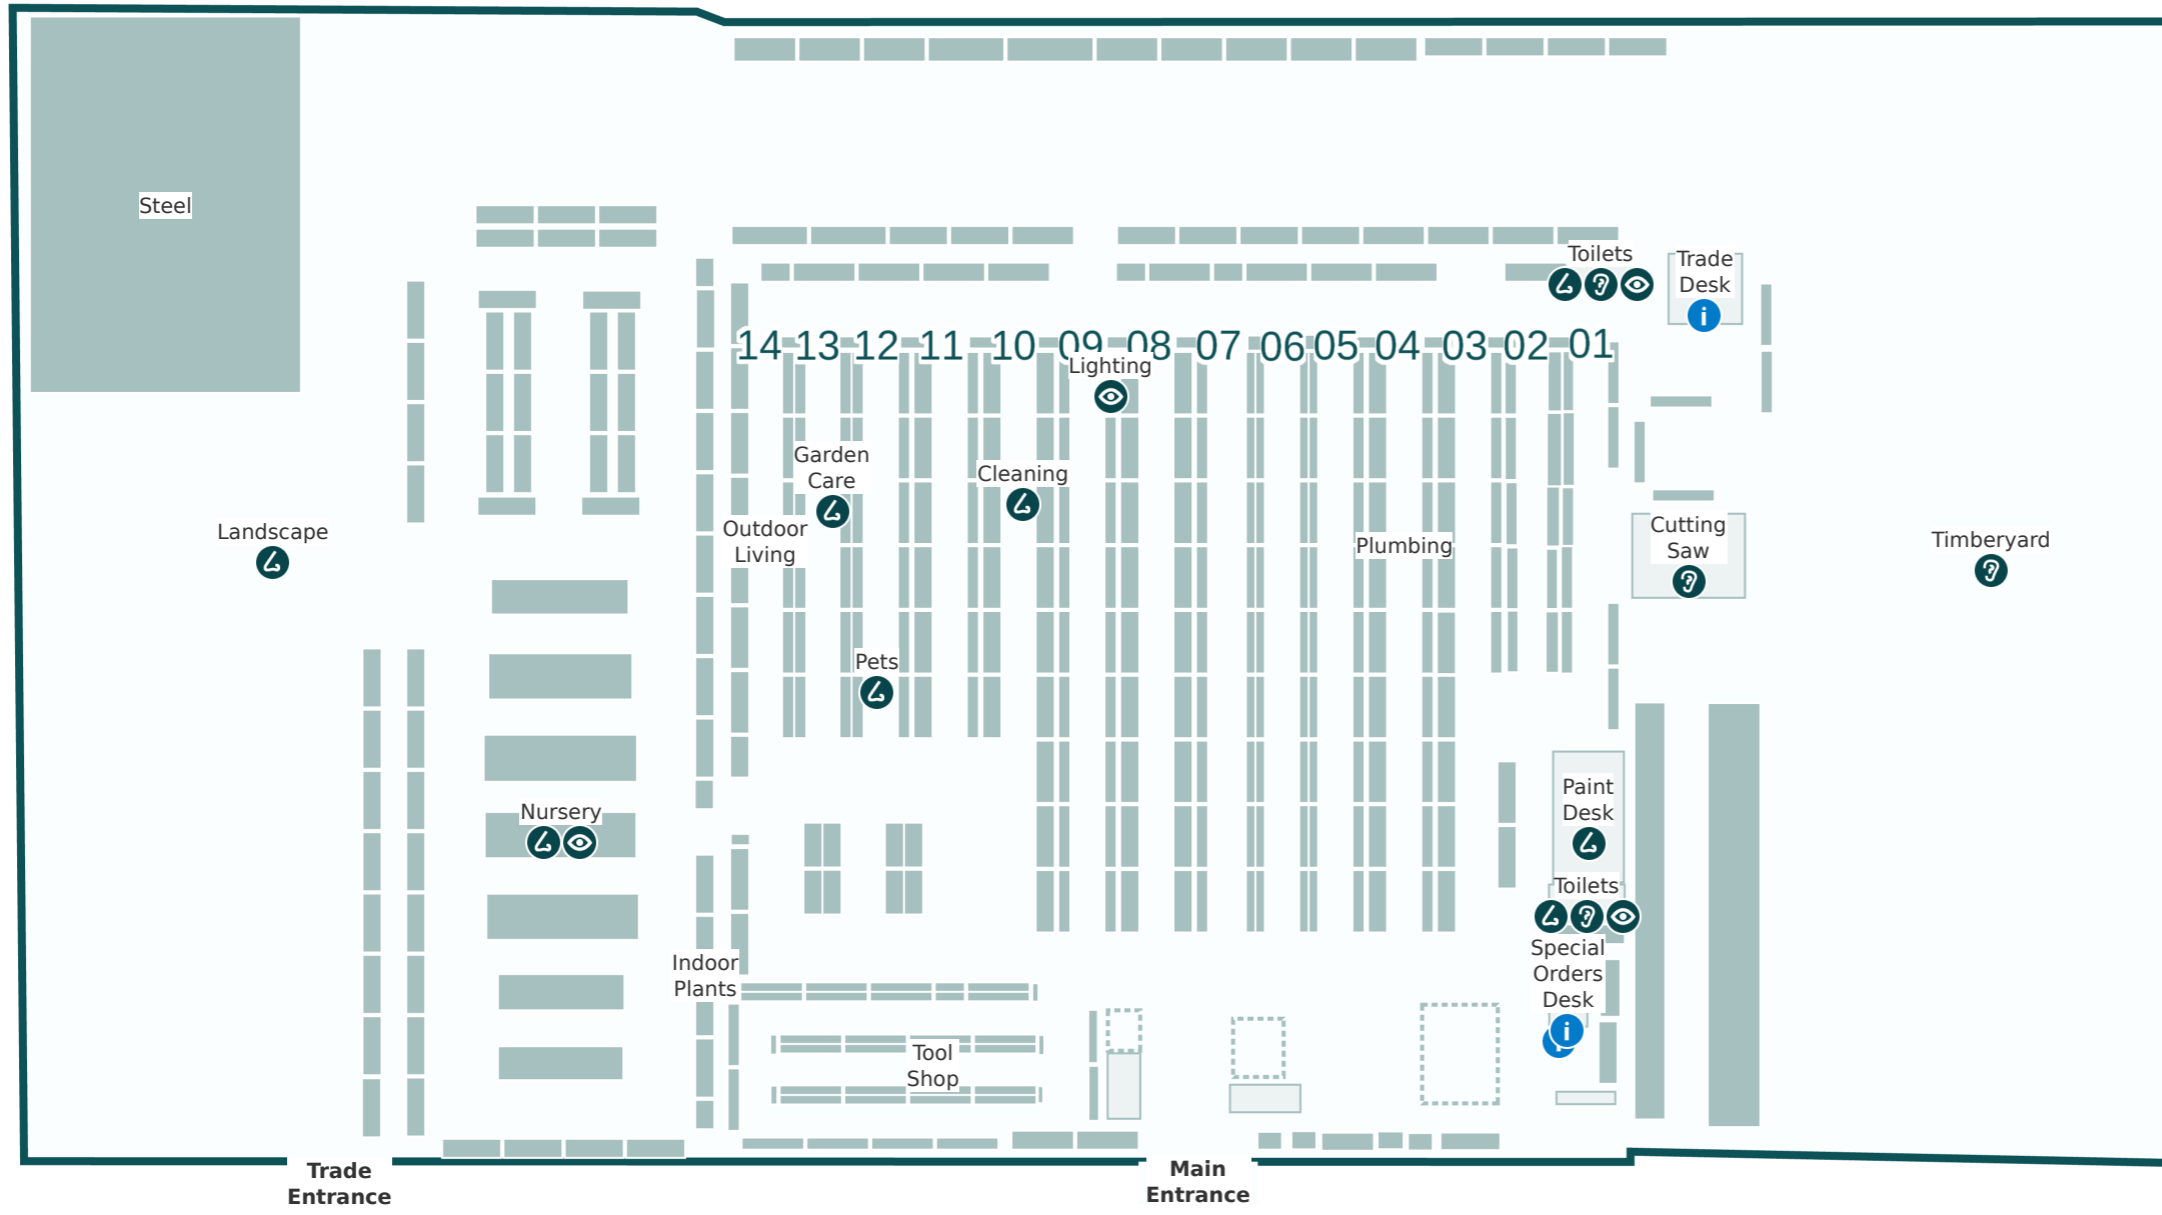 Steel
Toilets
Trade
Desk
i
14 13 12 11 10 09 08 07 06 05 04 03 02 01
Lighting
Garden
Care
Cleaning
Outdoor
Living
Landscape
Plumbing
Cutting
Saw
Timberyard
Pets
Nursery
Paint
Desk
Toilets
Indoor
Plants
Special
Orders
Desk
i
Tool
Shop
Trade
Entrance
Main
Entrance